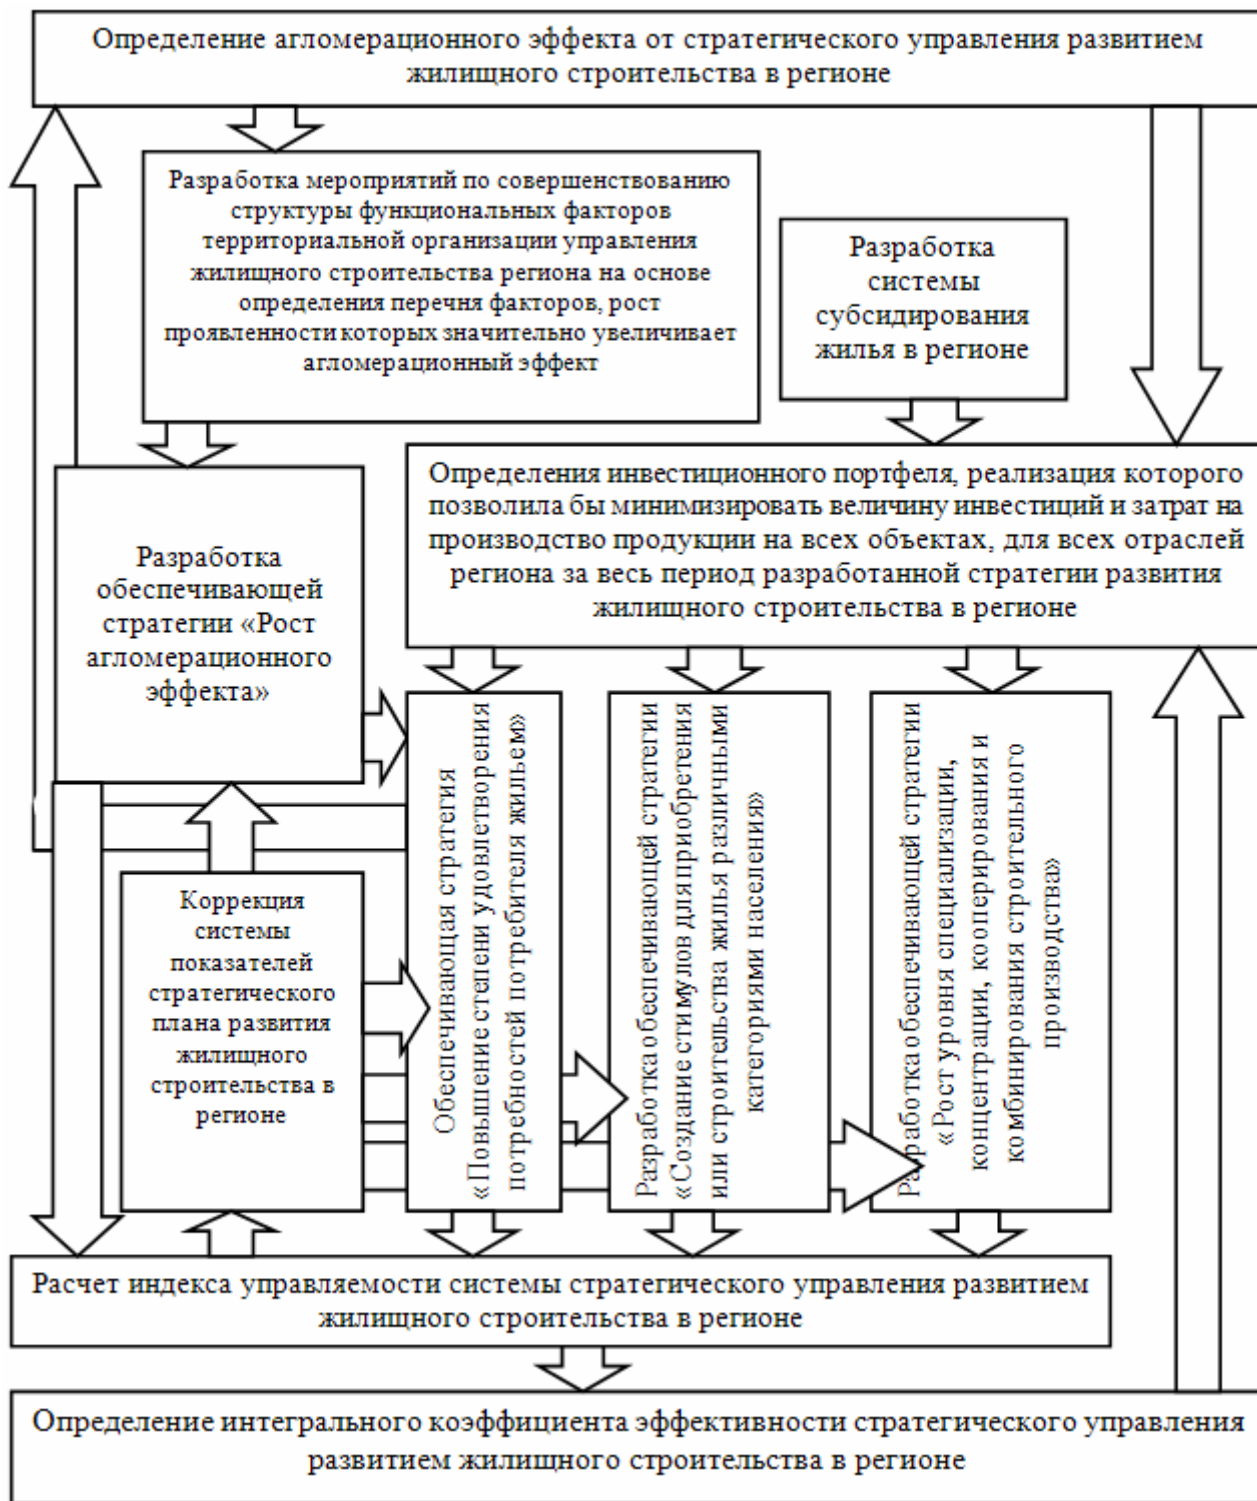 Определение агломерационного эффекта от стратегического управления развитием
жилищного строительства в регионе
Разработка мероприятий по совершенствованию
структуры функциональных факторов
территориальной организации управления
жилищного строительства региона на основе
определения перечня факторов, рост
проявленности которых значительно увеличивает
агломерационный эффект
Разработка
системы
субсидирования
жилья в регионе
Определения инвестиционного портфеля, реализация которого
позволила бы минимизировать величину инвестиций и затрат на
производство продукции на всех объектах, для всех отраслей
региона за весь период разработанной стратегии развития
жилищного строительства в регионе
Разработка
обеспечивающей
стратегии «Рост
агломерационного
эффекта»
Обеспечивающая стратегия
«Повышение степени удовлетворения
потребностей потребителя жильем»
Разработка обеспечивающей стратегии
«Создание стимулов для приобретения
или строительства жилья различными
категориями населения»
Разработка обеспечивающей стратегии
«Рост уровня специализации,
концентрации, кооперирования и
комбинирования строительного
производства»
Коррекция
системы
показателей
стратегического
плана развития
жилищного
строительства в
регионе
Расчет индекса управляемости системы стратегического управления развитием
жилищного строительства в регионе
Определение интегрального коэффициента эффективности стратегического управления
развитием жилищного строительства в регионе